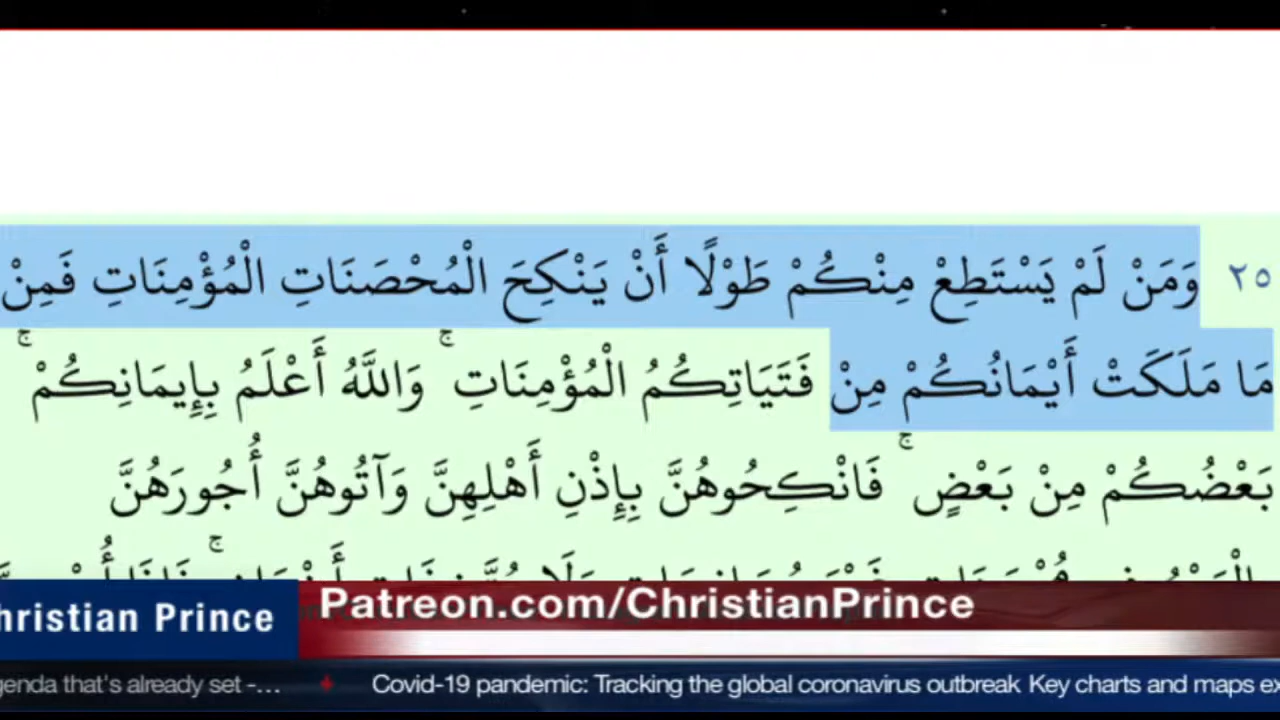 ٢٥ وَمَنْ لَمْ يَسْتَطِعْ مِنْكُمْ طَوْلًا أَنْ يَنْكِحَ الْمُحْصَنَاتِ الْمُؤْمِنَاتِ فَمِنْ
مَا مَلَكَتْ أَيْمَانُكُمْ مِنْ فَتَيَاتِكُمُ الْمُؤْمِنَاتِ ۚ وَاللَّهُ أَعْلَمُ بِإِيمَانِكُمْ ۚ
بَعْضُكُمْ مِنْ بَعْضٍ ۚ فَانْكِحُوهُنَّ بِإِذْنِ أَهْلِهِنَّ وَآتُوهُنَّ أُجُورَهُنَّ
hristian Prince
Patreon.com/ChristianPrince
genda that's already set -...
Covid-19 pandemic: Tracking the global coronavirus outbreak Key charts and maps ex